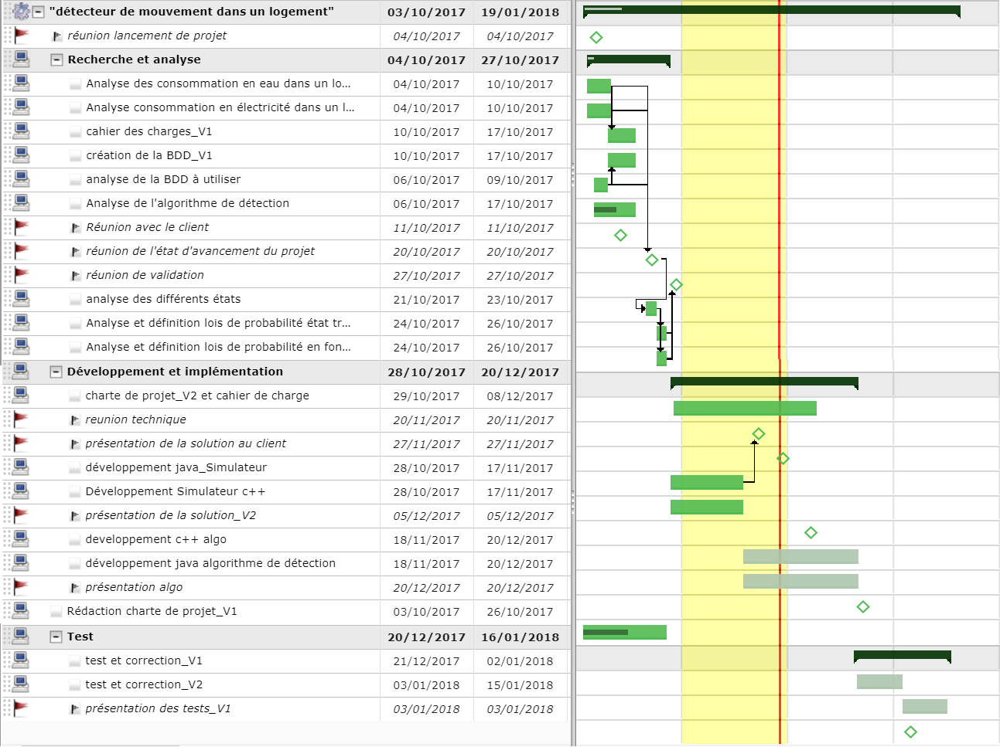 "détecteur de mouvement dans un logement" 03/10/2017 19/01/2018
réunion lancement de projet 04/10/2017 04/10/2017
Recherche et analyse 04/10/2017 27/10/2017
Analyse des consommation en eau dans un lo... 04/10/2017 10/10/2017
Analyse consommation en électricité dans un l... 04/10/2017 10/10/2017
cahier des charges_V1 10/10/2017 17/10/2017
création de la BDD_V1 10/10/2017 17/10/2017
analyse de la BDD à utiliser 06/10/2017 09/10/2017
Analyse de l'algorithme de détection 06/10/2017 17/10/2017
Réunion avec le client 11/10/2017 11/10/2017
réunion de l'état d'avancement du projet 20/10/2017 20/10/2017
réunion de validation 27/10/2017 27/10/2017
analyse des différents états 21/10/2017 23/10/2017
Analyse et définition lois de probabilité état tr... 24/10/2017 26/10/2017
Analyse et définition lois de probabilité en fon... 24/10/2017 26/10/2017
Développement et implémentation 28/10/2017 20/12/2017
charte de projet_V2 et cahier de charge 29/10/2017 08/12/2017
reunion technique 20/11/2017 20/11/2017
présentation de la solution au client 27/11/2017 27/11/2017
développement java_Simulateur 28/10/2017 17/11/2017
Développement Simulateur c++ 28/10/2017 17/11/2017
présentation de la solution_V2 05/12/2017 05/12/2017
developpement c++ algo 18/11/2017 20/12/2017
développement java algorithme de détection 18/11/2017 20/12/2017
présentation algo 20/12/2017 20/12/2017
Rédaction charte de projet_V1 03/10/2017 26/10/2017
Test 20/12/2017 16/01/2018
test et correction_V1 21/12/2017 02/01/2018
test et correction_V2 03/01/2018 15/01/2018
présentation des tests_V1 03/01/2018 03/01/2018